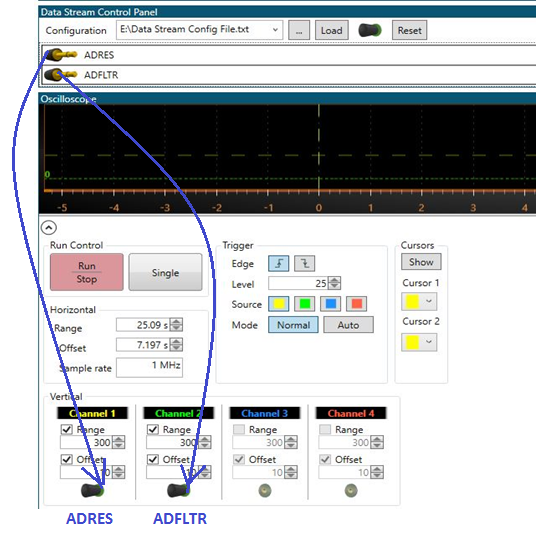 Data Stream Control Panel
Configuration E:\Data Stream Config File.txt ... Load Reset
ADRES
ADFLTR
Oscilloscope
0
-5 -4 -3 -2 -1 0 1 2 3 4
Run Control Trigger Cursors
Run Stop Single Edge Show
Level 25 Cursor 1
Source
Horizontal Mode Normal Auto Cursor 2
Range 25.09 s
Offset 7.197 s
Sample rate 1 MHz
Vertical
Channel 1 Channel 2 Channel 3 Channel 4
Range Range Range Range
300 300 300 300
Offset Offset Offset Offset
10 10 10 10
ADRES ADFLTR